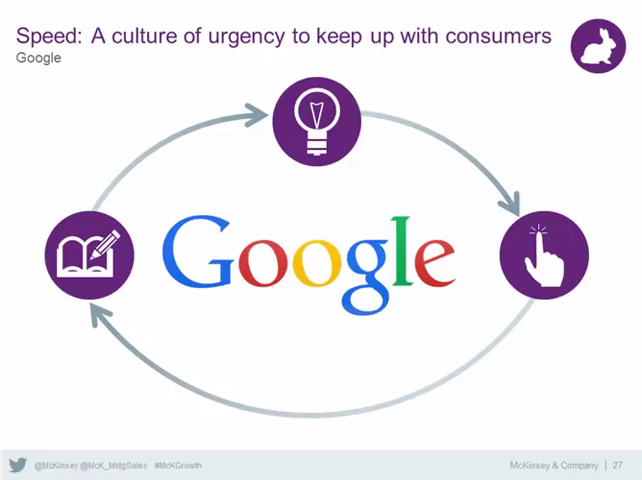 Speed: A culture of urgency to keep up with consumers
Google
Google
@McKinsey @McK_MktgSales #McKGrowth
McKinsey & Company | 27